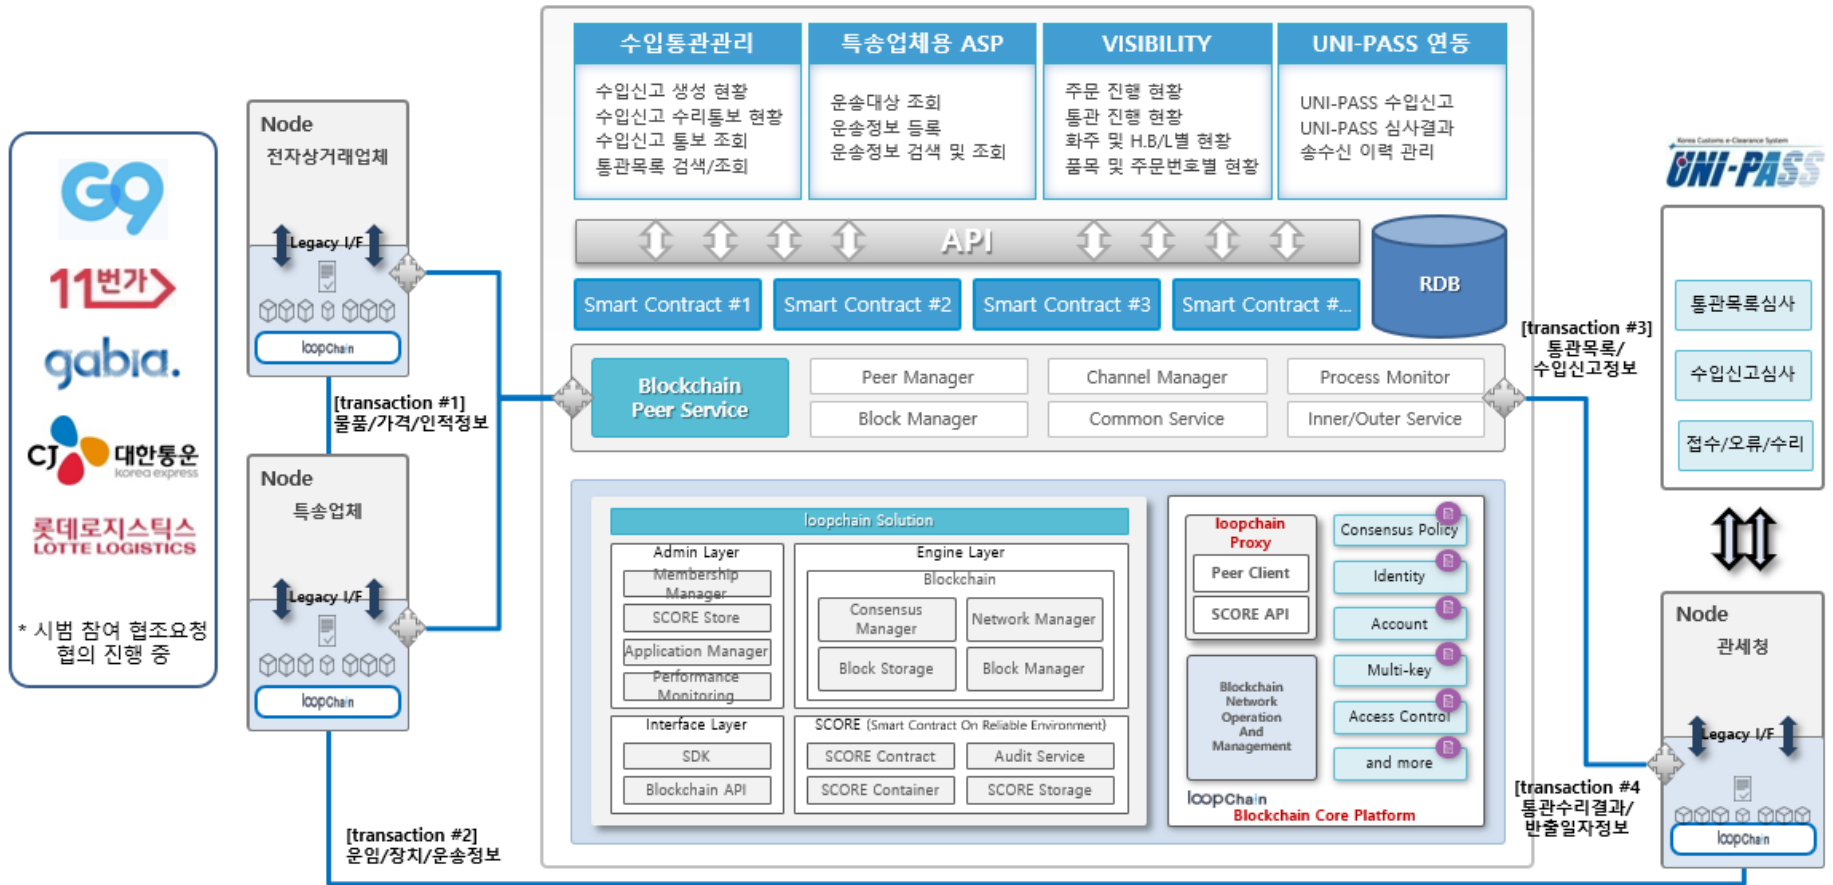 G9
11번가
gabia.
CJ 대한통운
korea express
롯데로지스틱스
LOTTE LOGISTICS
* 시범 참여 협조요청
협의 진행 중
Node
전자상거래업체
Legacy I/F
loopchain
[transaction #1]
물품/가격/인적정보
Node
특송업체
Legacy I/F
loopchain
[transaction #2]
운임/장치/운송정보
수입통관관리
수입신고 생성 현황
수입신고 수리통보 현황
수입신고 통보 조회
통관목록 검색/조회
특송업체용 ASP
운송대상 조회
운송정보 등록
운송정보 검색 및 조회
VISIBILITY
주문 진행 현황
통관 진행 현황
화주 및 H.B/L별 현황
품목 및 주문번호별 현황
UNI-PASS 연동
UNI-PASS 수입신고
UNI-PASS 심사결과
송수신 이력 관리
API
RDB
Smart Contract #1
Smart Contract #2
Smart Contract #3
Smart Contract #...
Blockchain
Peer Service
Peer Manager
Channel Manager
Process Monitor
Block Manager
Common Service
Inner/Outer Service
loopchain Solution
Admin Layer
Membership
Manager
SCORE Store
Application Manager
Performance
Monitoring
Engine Layer
Blockchain
Consensus
Manager
Network Manager
Block Storage
Block Manager
Interface Layer
SDK
Blockchain API
SCORE (Smart Contract On Reliable Environment)
SCORE Contract
Audit Service
SCORE Container
SCORE Storage
loopchain
Proxy
Peer Client
SCORE API
Blockchain
Network
Operation
And
Management
Consensus Policy
Identity
Account
Multi-key
Access Control
and more
loopchain
Blockchain Core Platform
[transaction #3]
통관목록/
수입신고정보
[transaction #4
통관수리결과/
반출일자정보
Korea Customs e-Clearance System
UNI-PASS
통관목록심사
수입신고심사
접수/오류/수리
Node
관세청
Legacy I/F
loopchain